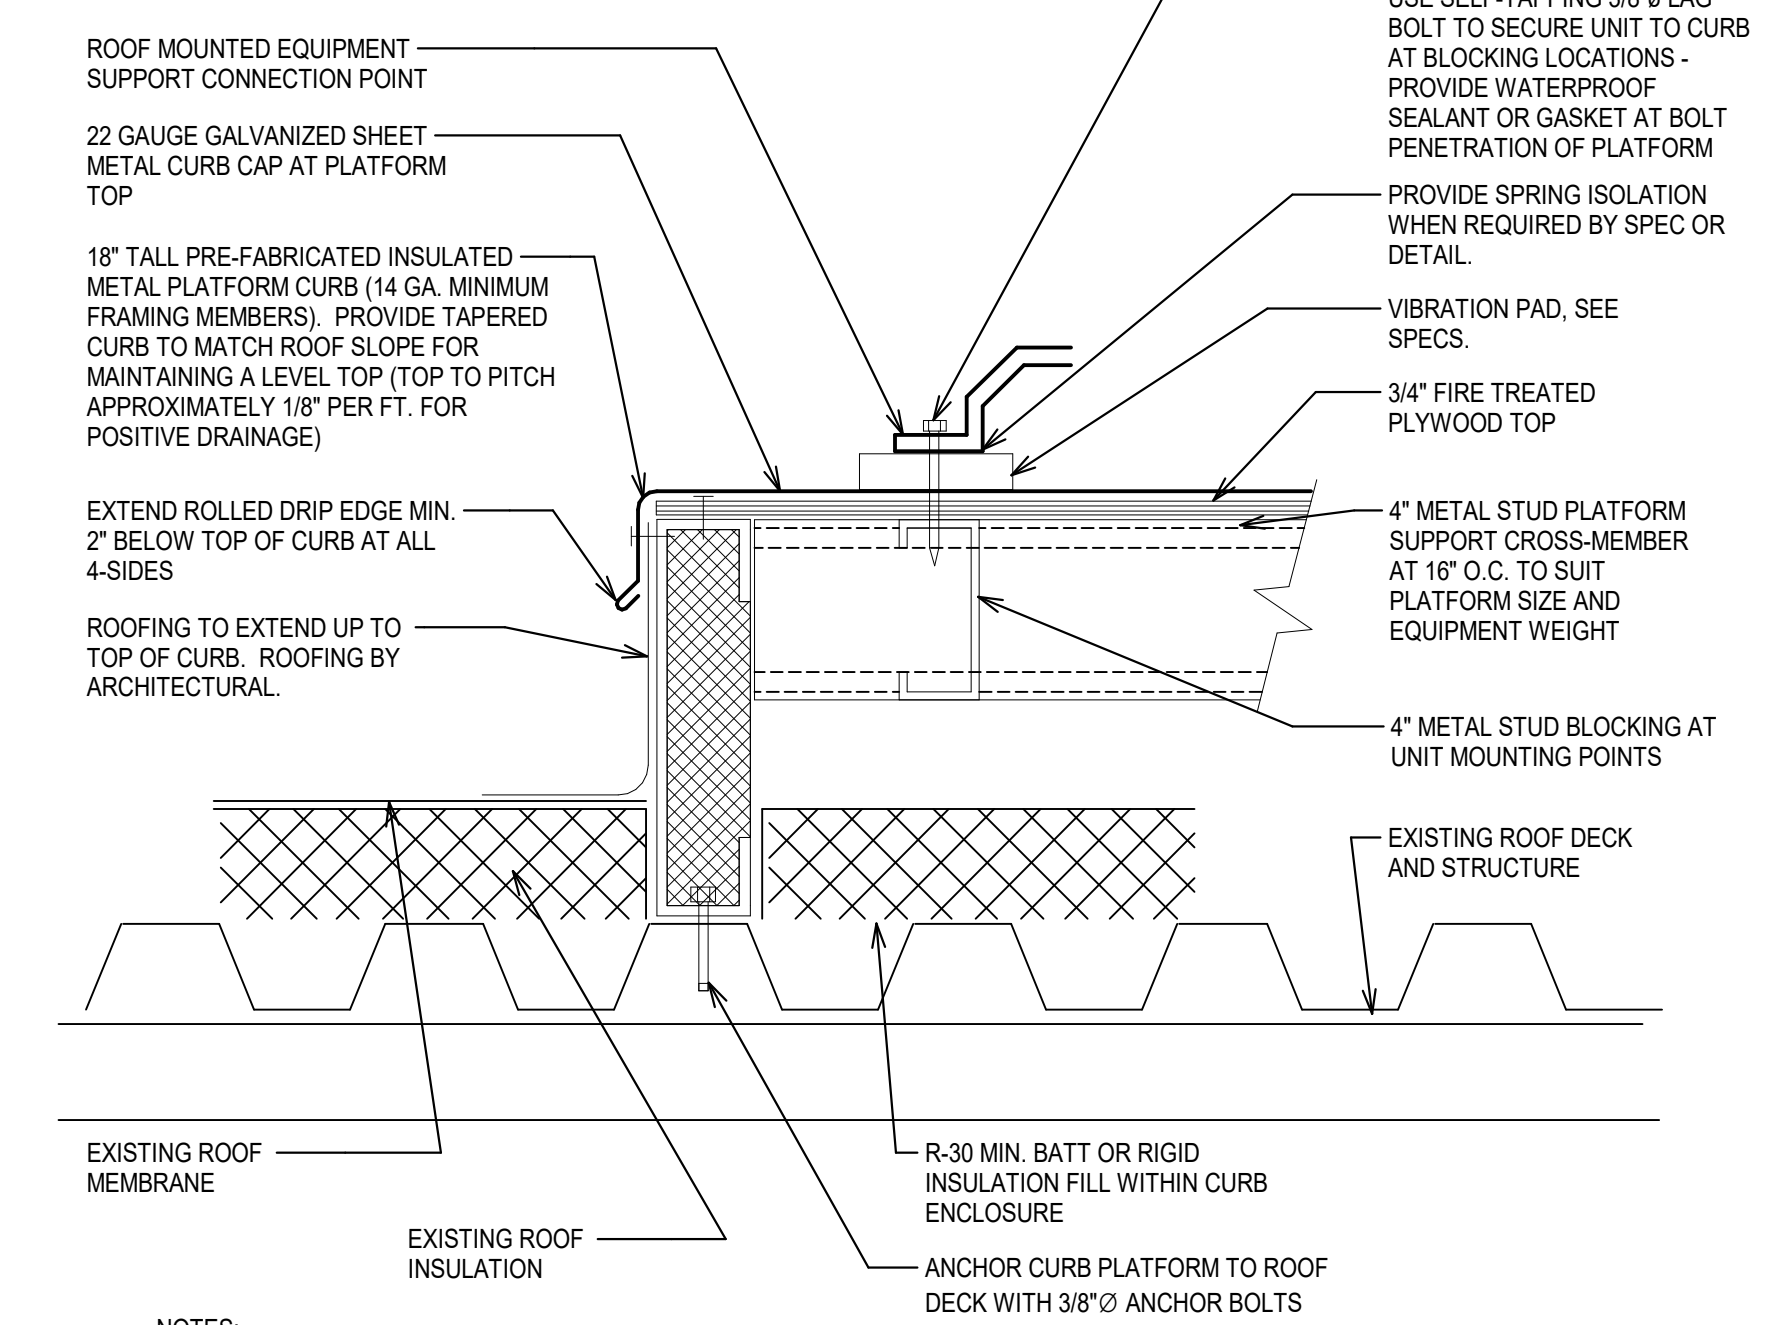 ROOF MOUNTED EQUIPMENT
SUPPORT CONNECTION POINT
22 GAUGE GALVANIZED SHEET
METAL CURB CAP AT PLATFORM
TOP
18" TALL PRE-FABRICATED INSULATED
METAL PLATFORM CURB (14 GA. MINIMUM
FRAMING MEMBERS).  PROVIDE TAPERED
CURB TO MATCH ROOF SLOPE FOR
MAINTAINING A LEVEL TOP (TOP TO PITCH
APPROXIMATELY 1/8" PER FT. FOR
POSITIVE DRAINAGE)
EXTEND ROLLED DRIP EDGE MIN.
2" BELOW TOP OF CURB AT ALL
4-SIDES
ROOFING TO EXTEND UP TO
TOP OF CURB.  ROOFING BY
ARCHITECTURAL.
USE SELF-TAPPING 3/8"Ø LAG
BOLT TO SECURE UNIT TO CURB
AT BLOCKING LOCATIONS -
PROVIDE WATERPROOF
SEALANT OR GASKET AT BOLT
PENETRATION OF PLATFORM
PROVIDE SPRING ISOLATION
WHEN REQUIRED BY SPEC OR
DETAIL.
VIBRATION PAD, SEE
SPECS.
3/4" FIRE TREATED
PLYWOOD TOP
4" METAL STUD PLATFORM
SUPPORT CROSS-MEMBER
AT 16" O.C. TO SUIT
PLATFORM SIZE AND
EQUIPMENT WEIGHT
4" METAL STUD BLOCKING AT
UNIT MOUNTING POINTS
EXISTING ROOF DECK
AND STRUCTURE
EXISTING ROOF
MEMBRANE
EXISTING ROOF
INSULATION
R-30 MIN. BATT OR RIGID
INSULATION FILL WITHIN CURB
ENCLOSURE
ANCHOR CURB PLATFORM TO ROOF
DECK WITH 3/8"Ø ANCHOR BOLTS
NOTES: